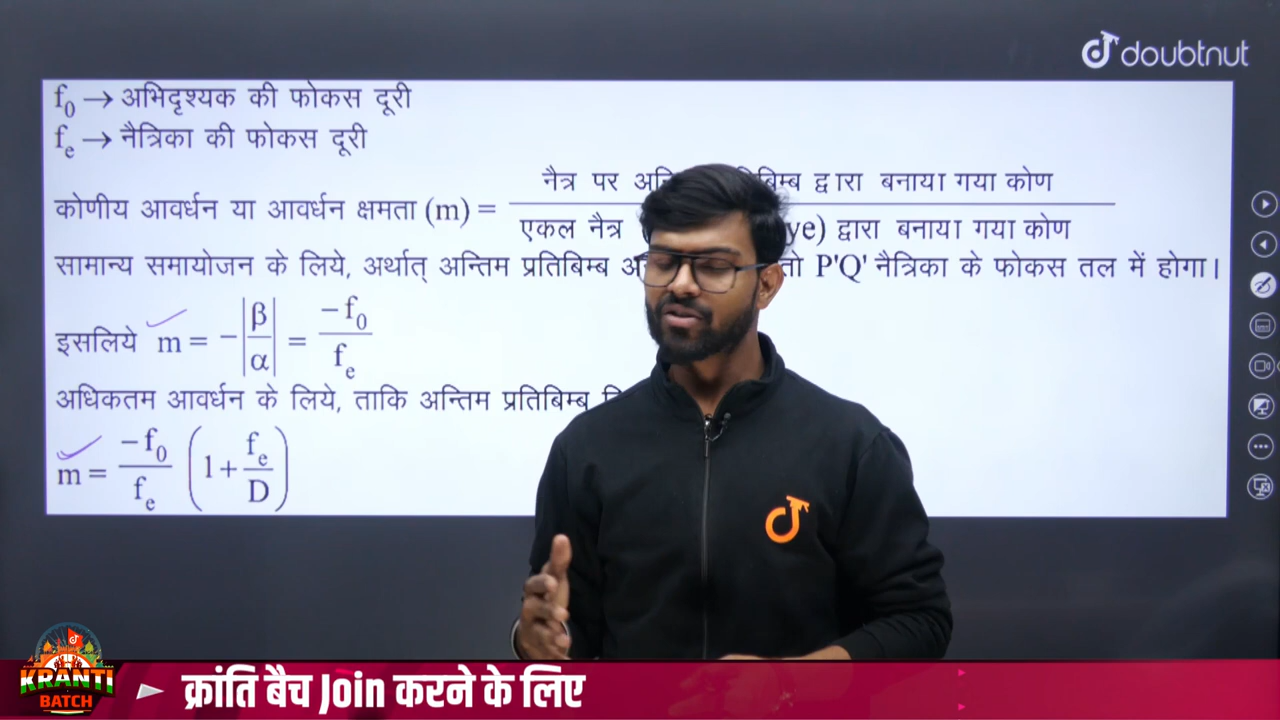 doubtnut
f₀ → अभिदृश्यक की फोकस दूरी
fₑ → नैत्रिका की फोकस दूरी
नैत्र पर द्वारा बनाया गया कोण
कोणीय आवर्धन या आवर्धन क्षमता (m) =
एकल नैत्र द्वारा बनाया गया कोण
सामान्य समायोजन के लिये, अर्थात् अन्तिम प्रतिबिम्ब तो P'Q' नैत्रिका के फोकस तल में होगा।
इसलिये m = -|β/α| = -f₀/fₑ
अधिकतम आवर्धन के लिये, ताकि अन्तिम प्रतिबिम्ब
m = -f₀/fₑ (1+fₑ/D)
KRANTI
BATCH
क्रांति बैच Join करने के लिए